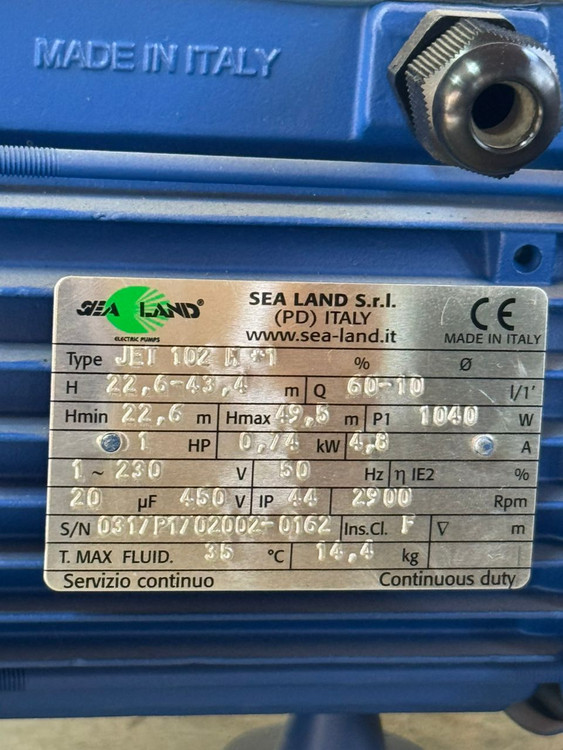 MADE IN ITALY
SEA LAND®
ELECTRIC PUMPS
SEA LAND S.r.l.
(PD) ITALY
www.sea-land.it
CE
MADE IN ITALY
Type JET 102 % Ø
H 22,6-43,4 m Q 60-10 l/1'
Hmin 22,6 m Hmax 49,5 m P1 1040 W
1 HP 0,74 kW 4,8 A
1 ~ 230 V 50 Hz η IE2 %
20 µF 450 V IP 44 2900 Rpm
S/N 0317P1702002-0162 Ins.Cl. F ∇ m
T. MAX FLUID. 35 °C 14,4 kg
Servizio continuo Continuous duty